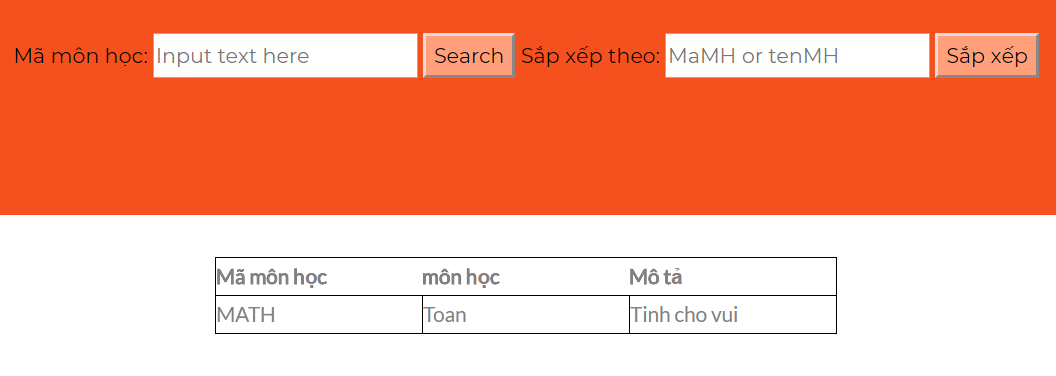 Mã môn học: Input text here Search Sắp xếp theo: MaMH or tenMH Sắp xếp
Mã môn học môn học Mô tả
MATH Toan Tinh cho vui